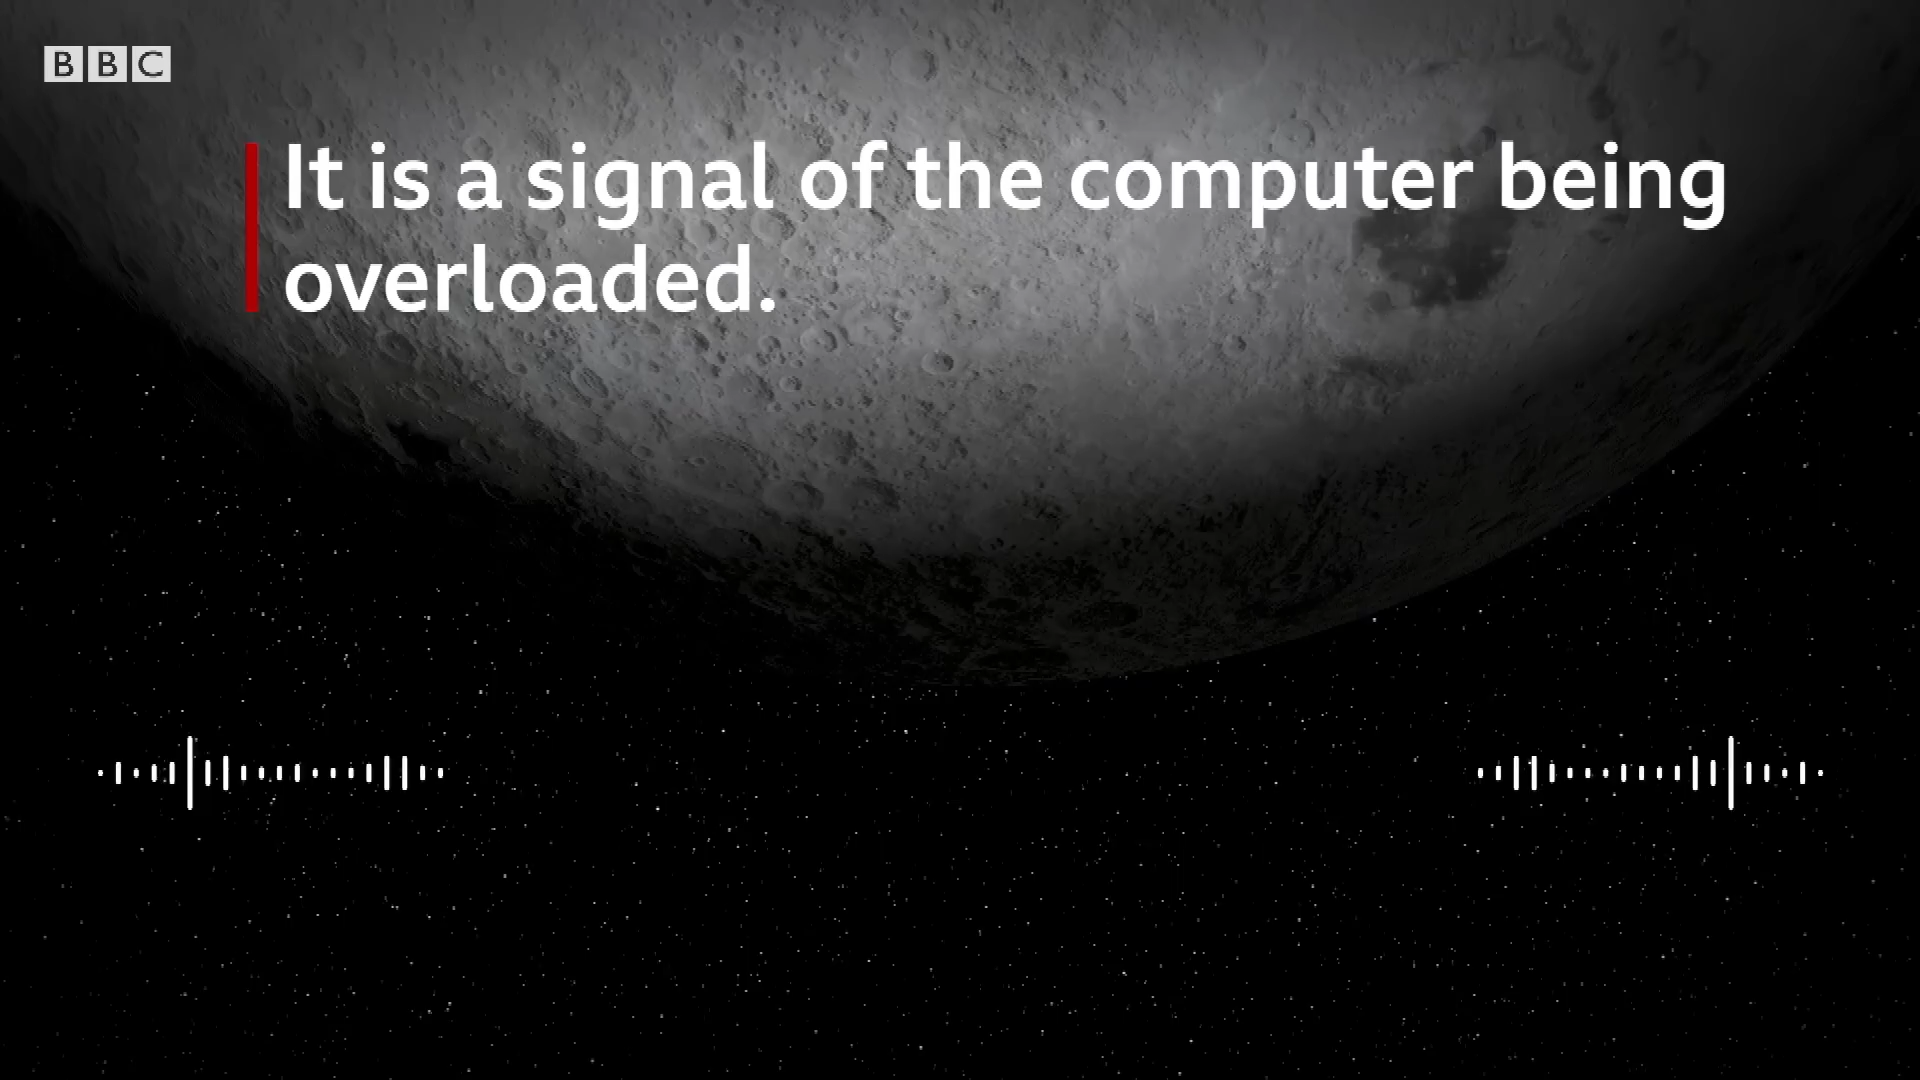 BBC
It is a signal of the computer being
overloaded.